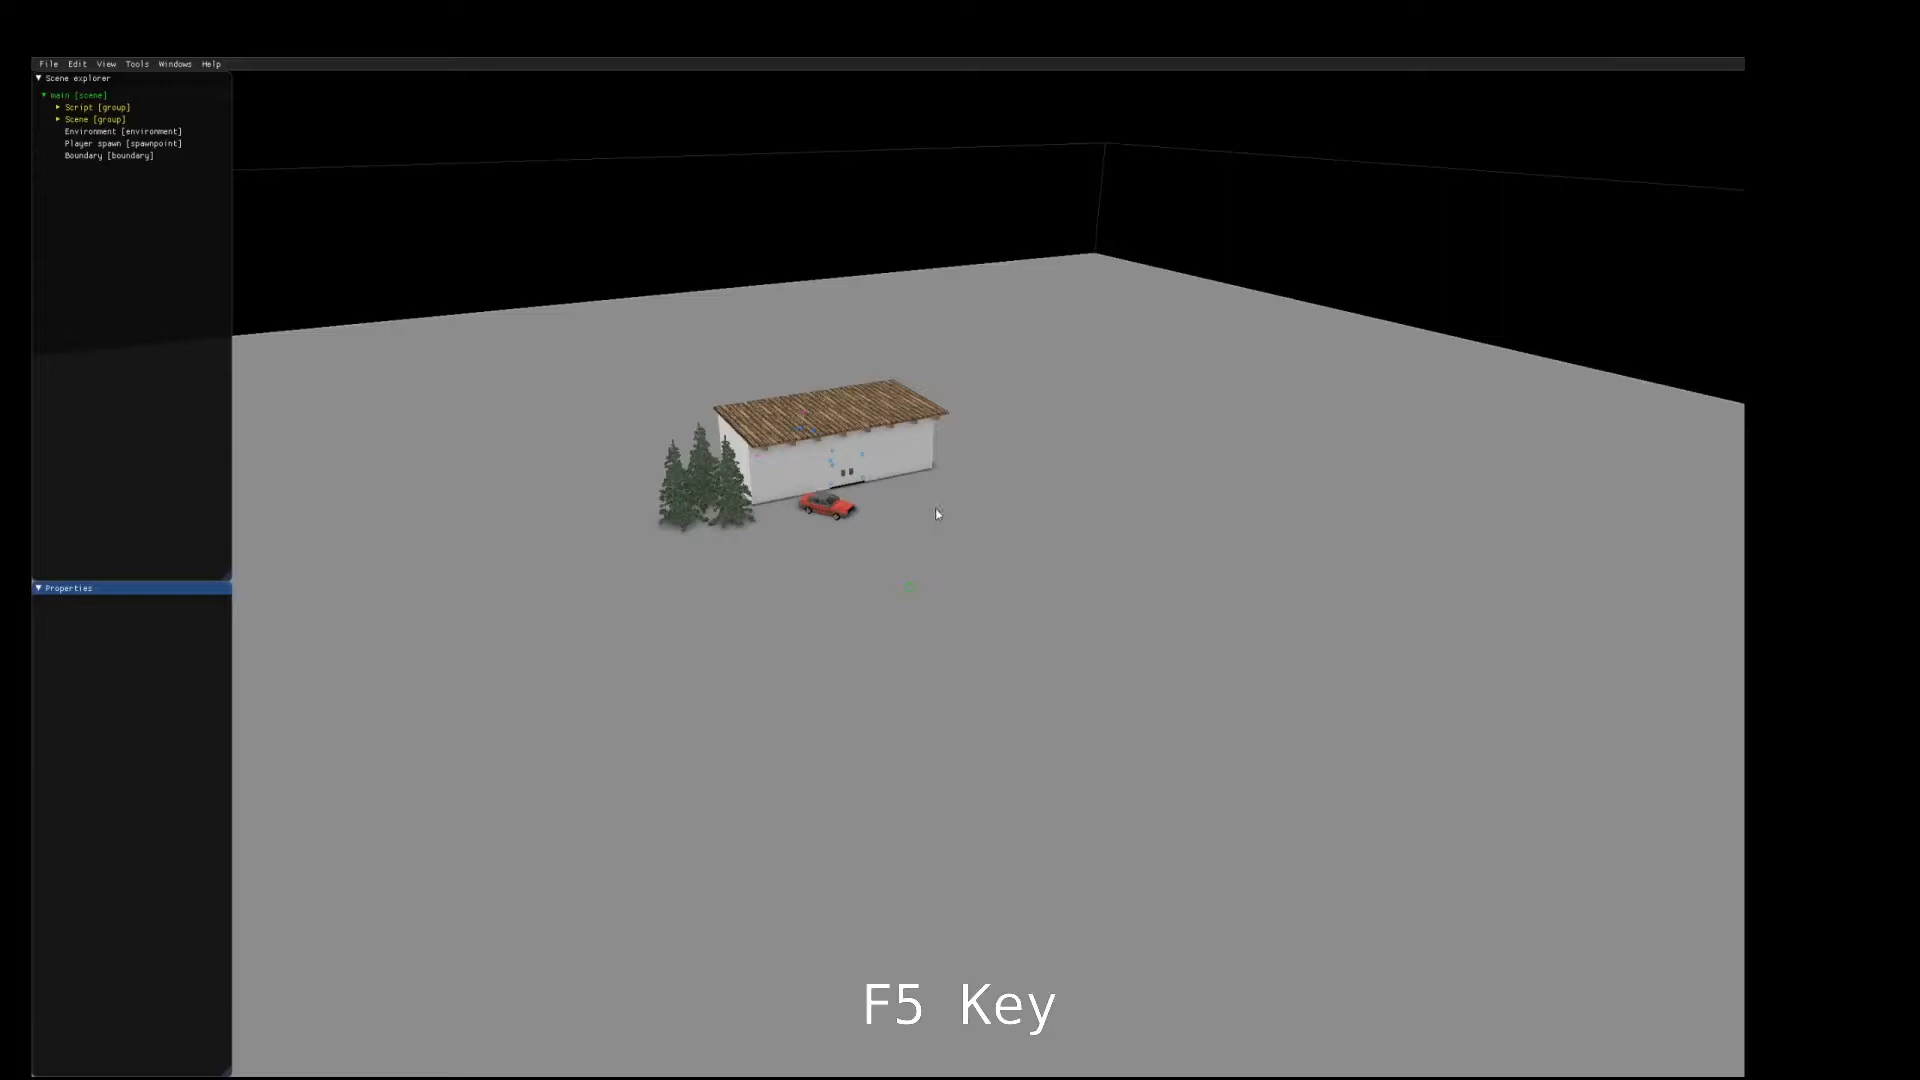 File Edit View Tools Windows Help
Scene explorer
main [scene]
Script [group]
Scene [group]
Environment [environment]
Player spawn [spawnpoint]
Boundary [boundary]
Properties
F5 Key